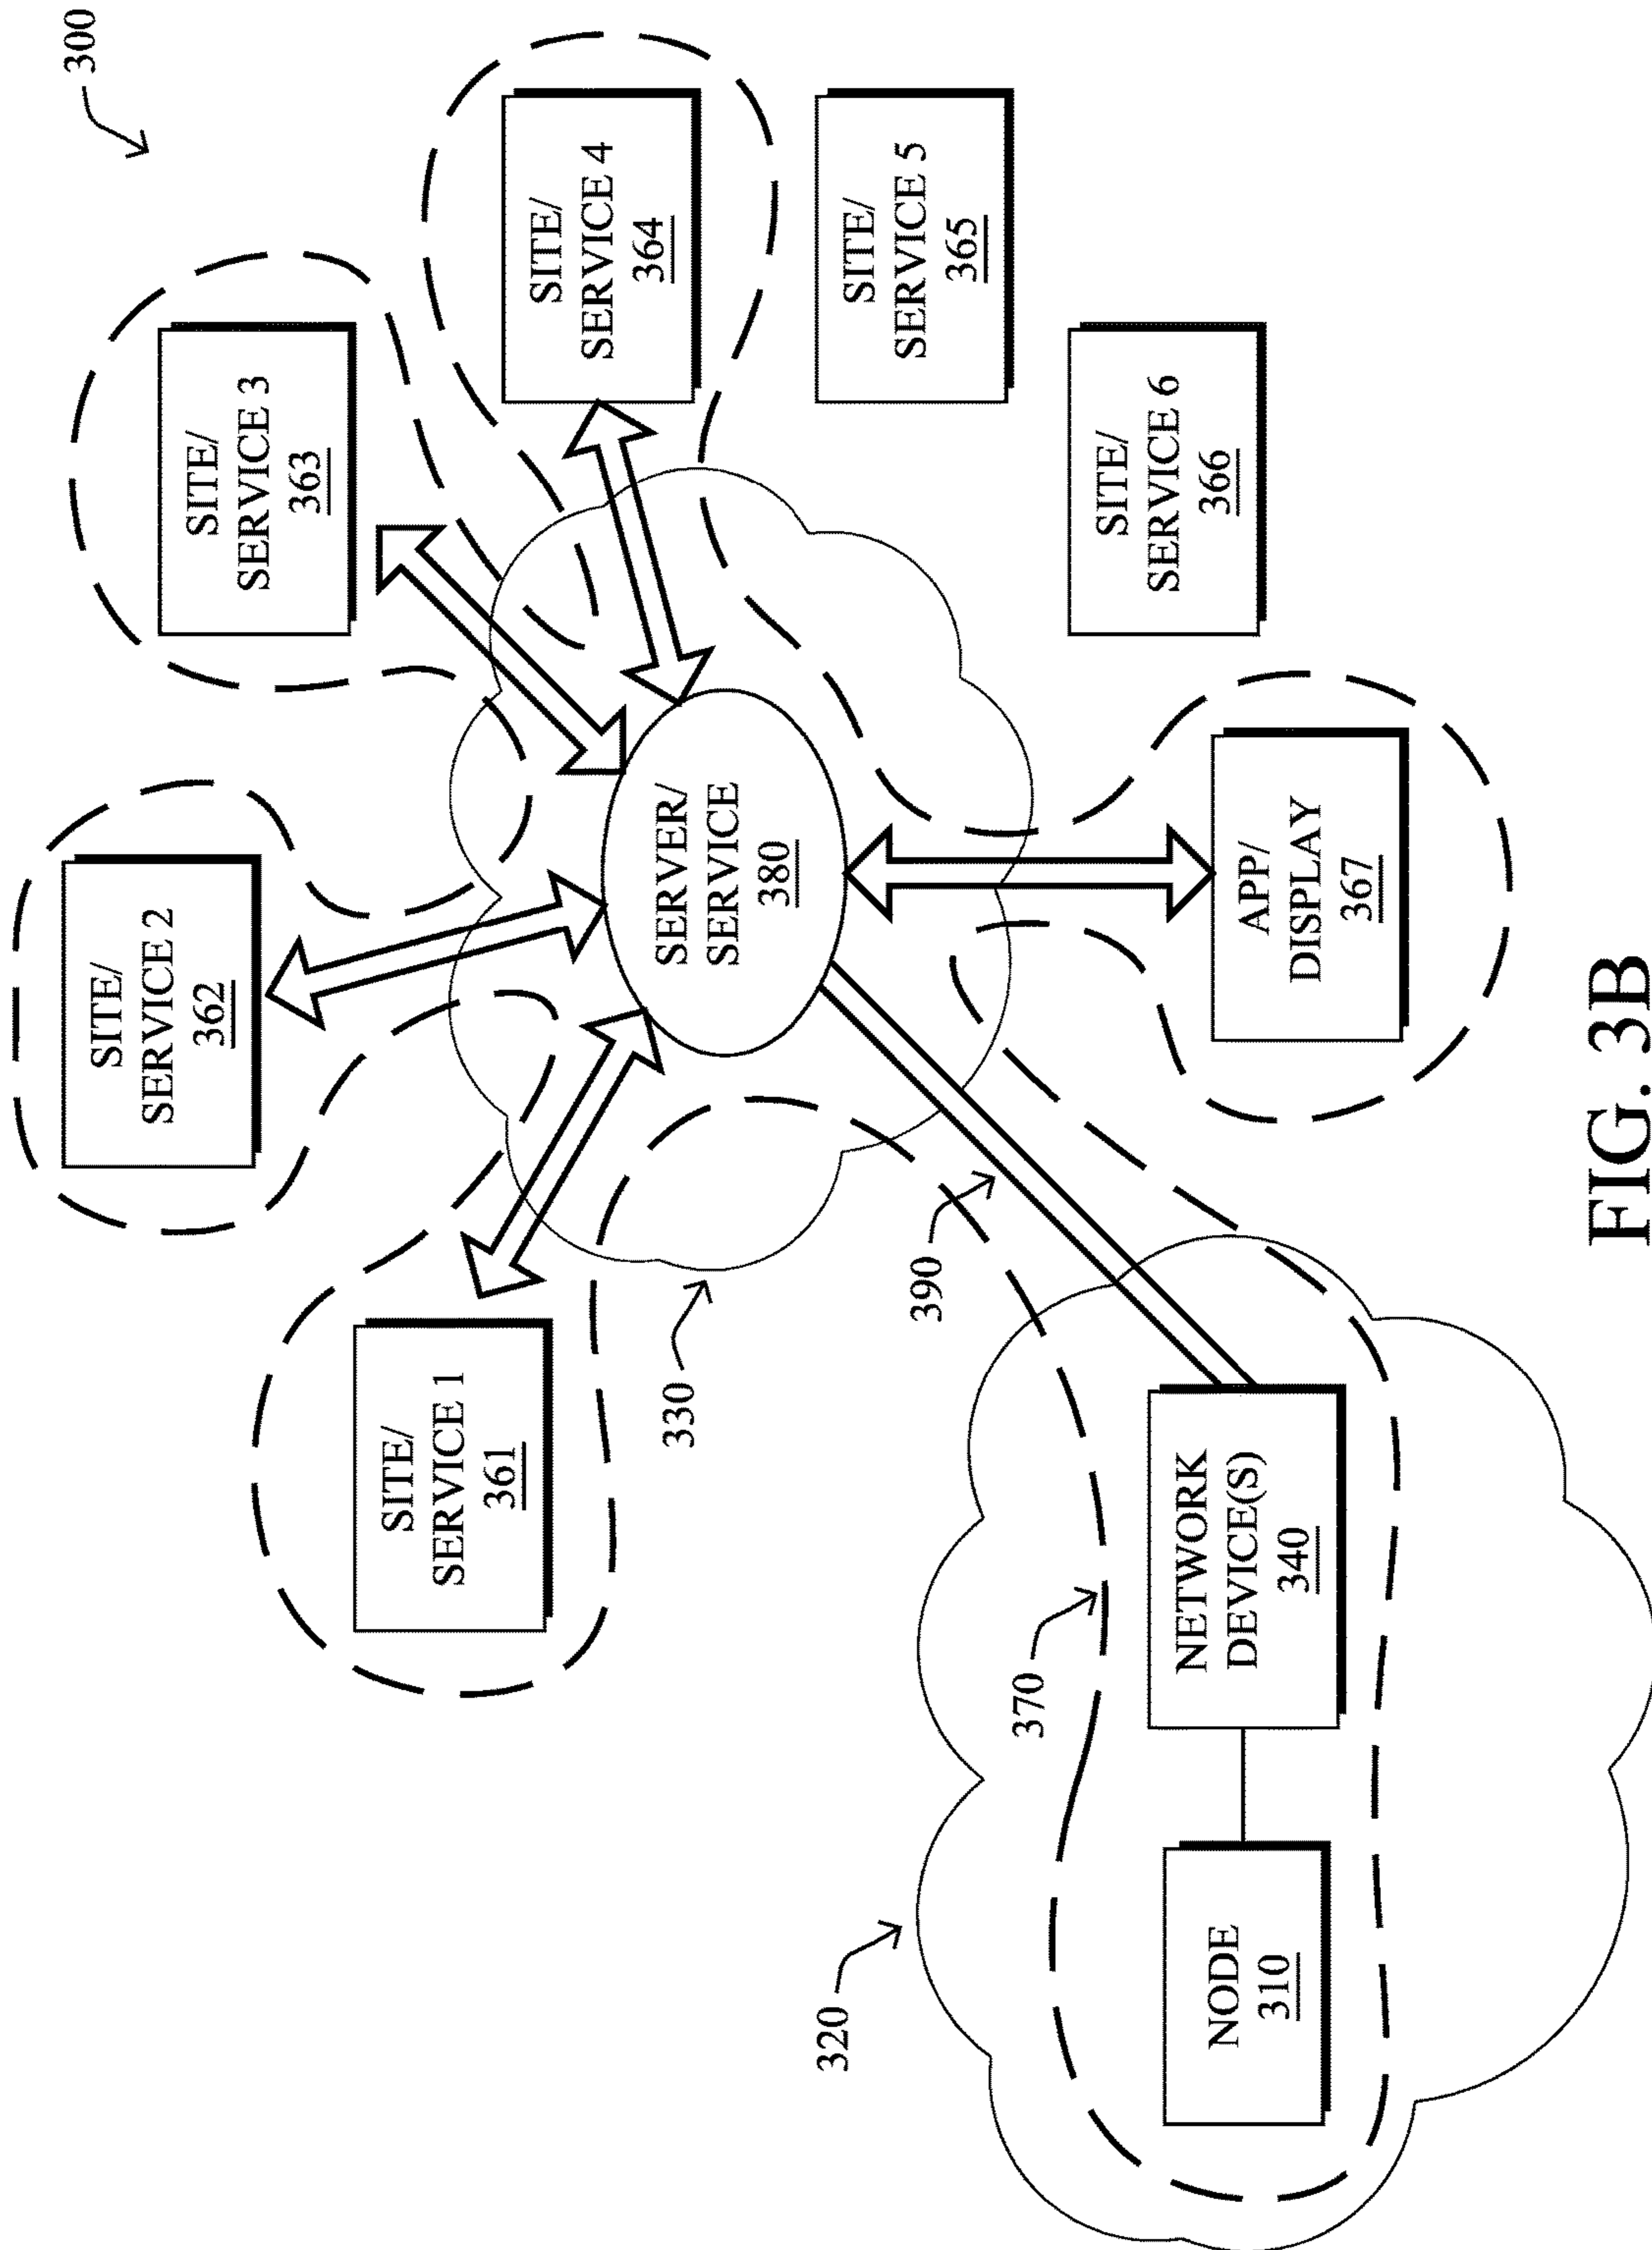 300
SITE/
SERVICE 1
361
SITE/
SERVICE 2
362
SITE/
SERVICE 3
363
SITE/
SERVICE 4
364
SITE/
SERVICE 5
365
SITE/
SERVICE 6
366
330
SERVER/
SERVICE
380
320
370
390
NODE
310
NETWORK
DEVICE(S)
340
APP/
DISPLAY
367
FIG. 3B